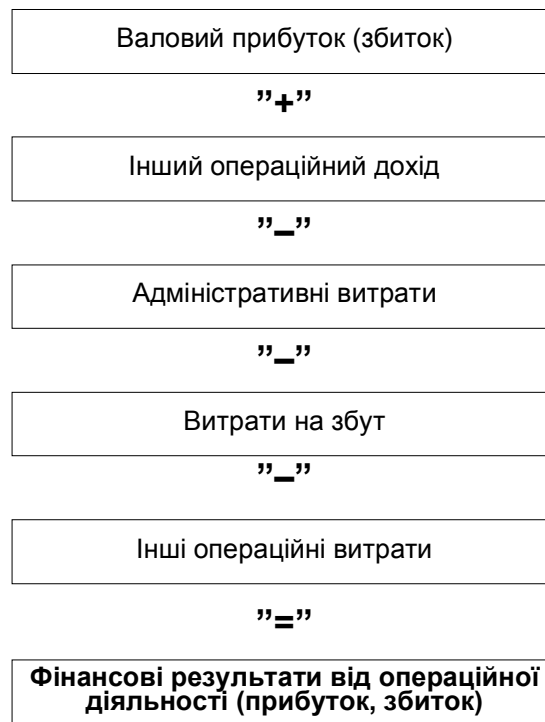 Валовий прибуток (збиток)
”+”
Інший операційний дохід
”–”
Адміністративні витрати
”–”
Витрати на збут
”–”
Інші операційні витрати
”=”
Фінансові результати від операційної
діяльності (прибуток, збиток)